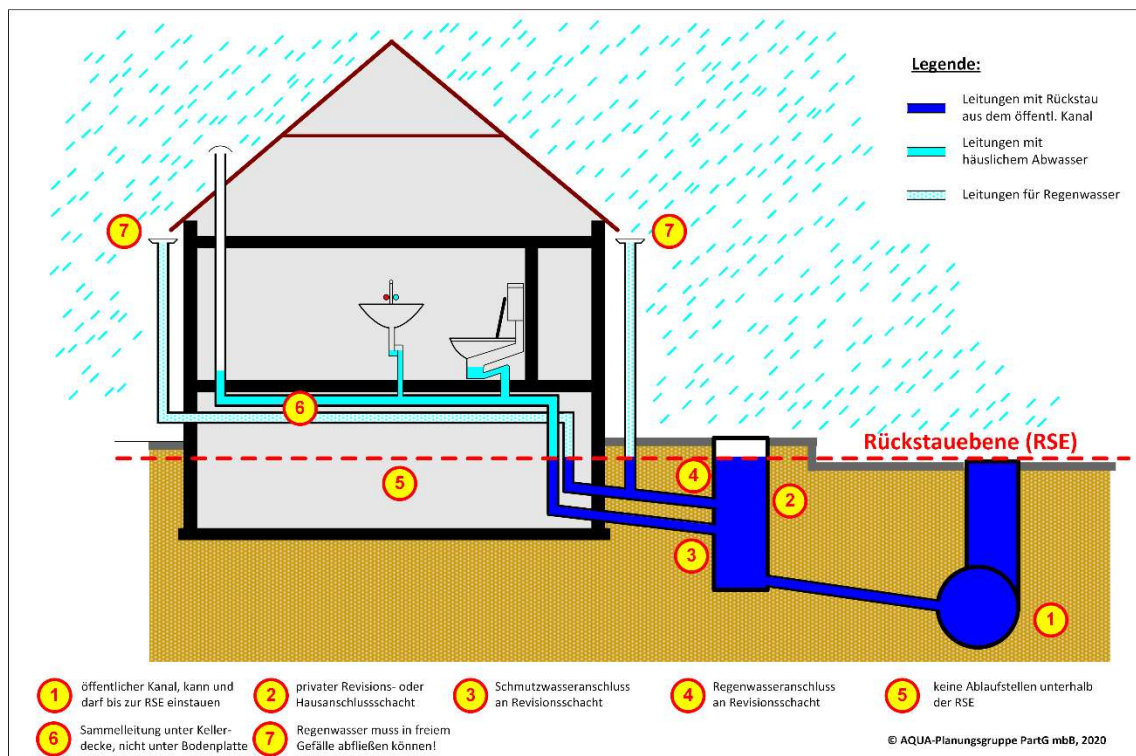 Legende:
Leitungen mit Rückstau
aus dem öffentl. Kanal
Leitungen mit
häuslichem Abwasser
Leitungen für Regenwasser
7
7
6
Rückstauebene (RSE)
5
4
2
3
1
1 öffentlicher Kanal, kann und
darf bis zur RSE einstauen
2 privater Revisions- oder
Hausanschlussschacht
3 Schmutzwasseranschluss
an Revisionsschacht
4 Regenwasseranschluss
an Revisionsschacht
5 keine Ablaufstellen unterhalb
der RSE
6 Sammelleitung unter Keller-
decke, nicht unter Bodenplatte
7 Regenwasser muss in freiem
Gefälle abfließen können!
© AQUA-Planungsgruppe PartG mbB, 2020